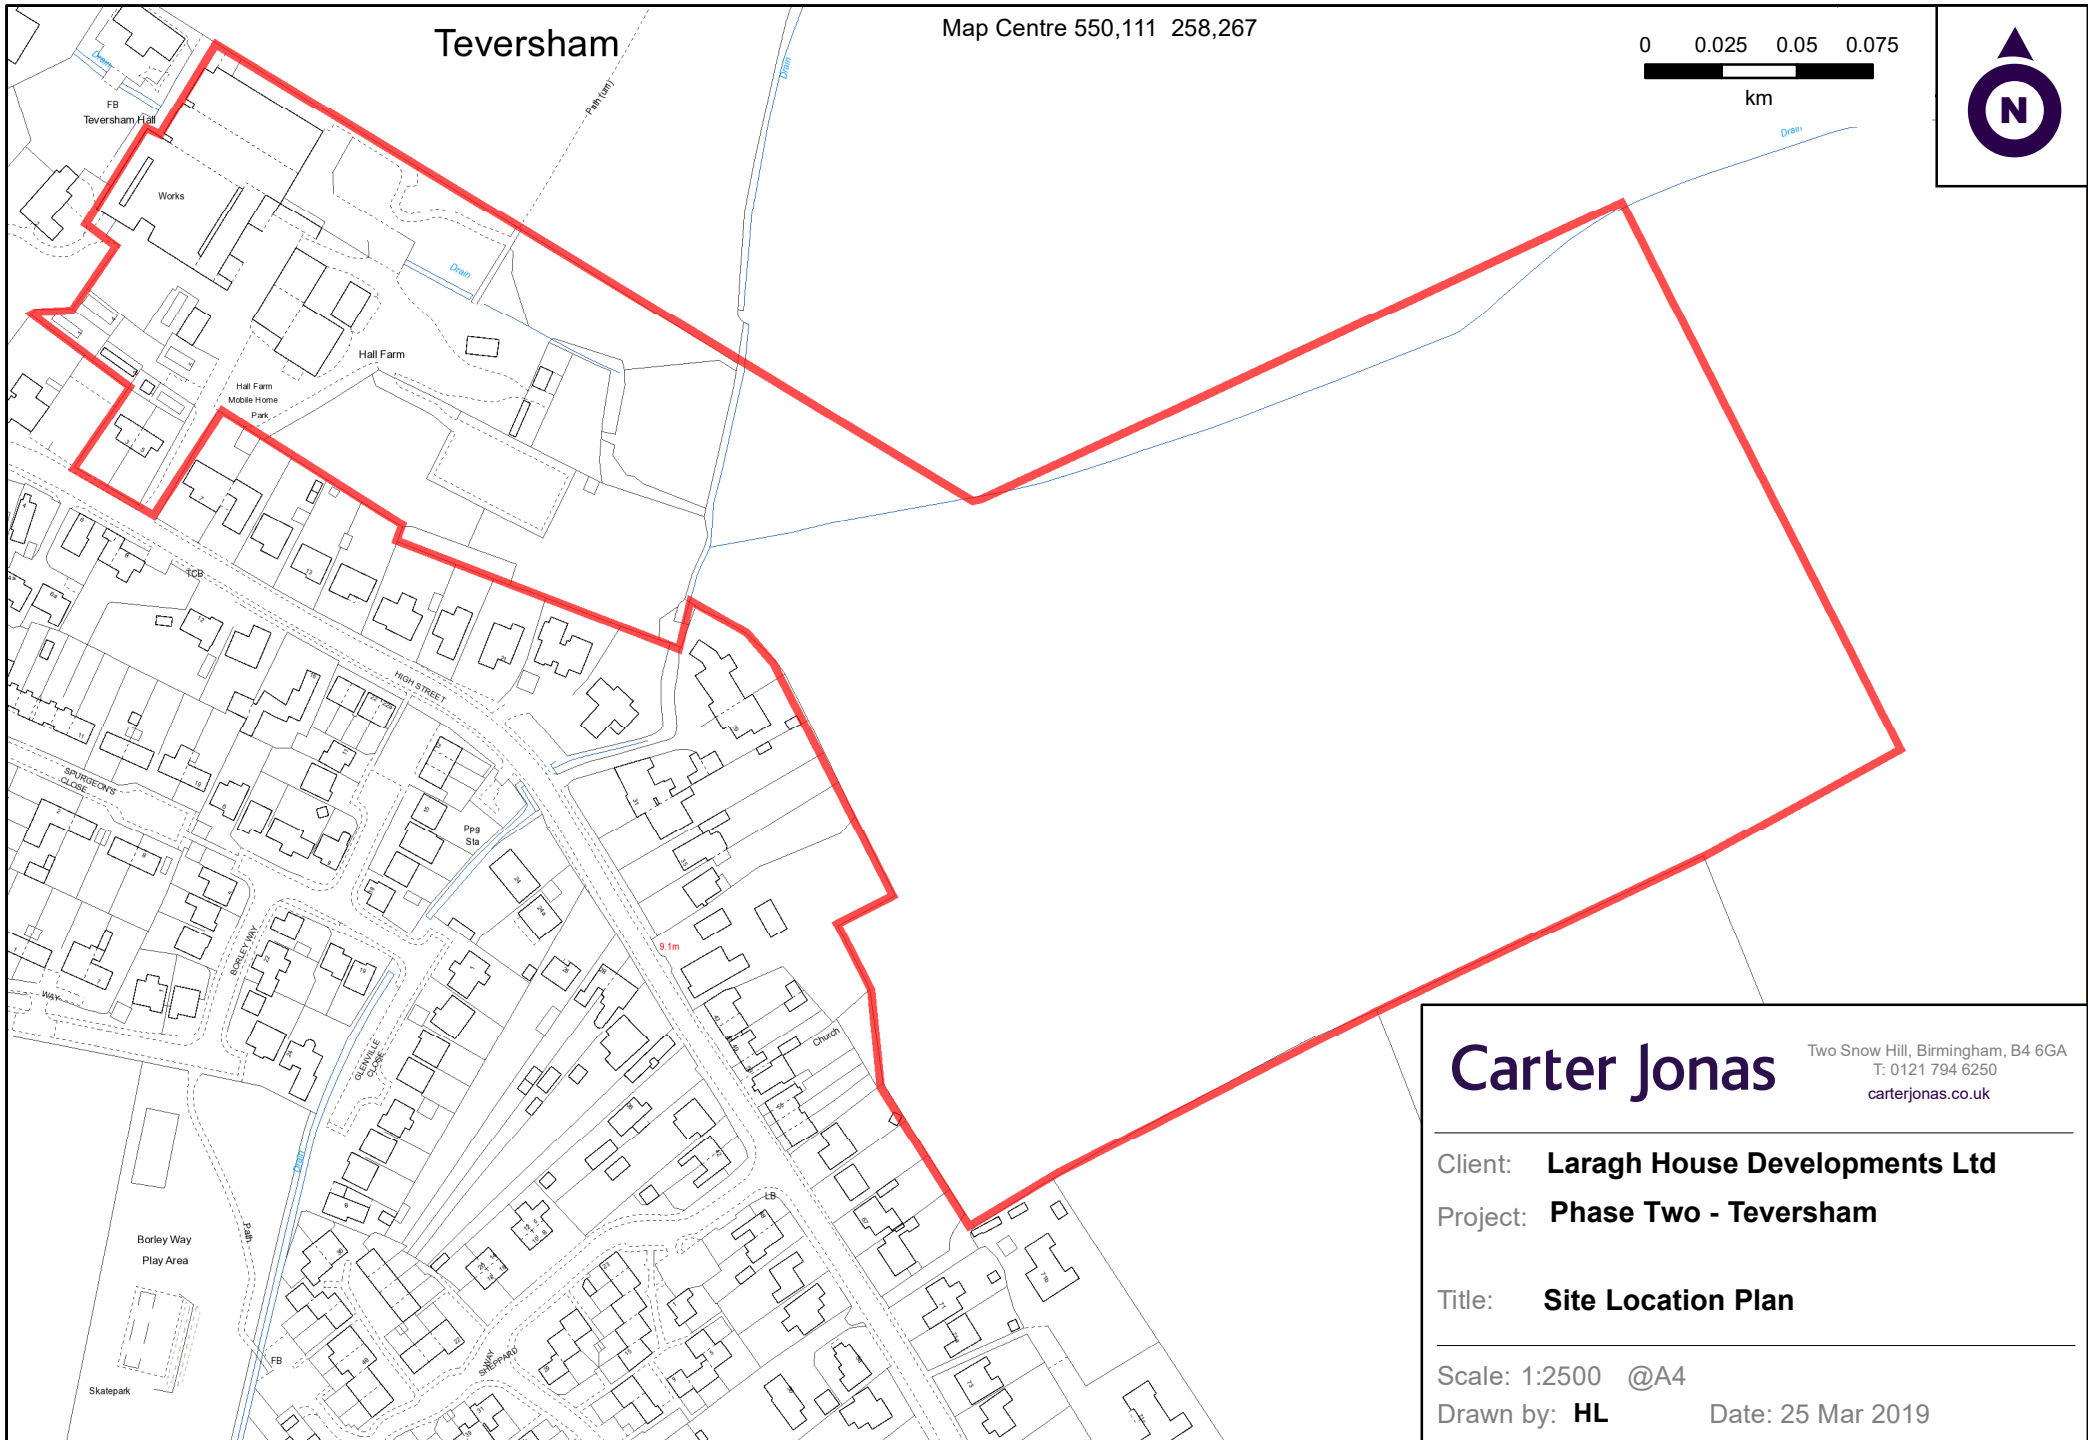 Teversham
Map Centre 550,111 258,267
0 0.025 0.05 0.075
km
N
Drain
FB
Teversham Hall
Works
Path (um)
Drain
Drain
Drain
Hall Farm
Hall Farm
Mobile Home
Park
TCB
HIGH STREET
SPURGEON'S
CLOSE
Ppg
Sta
BORLEY WAY
WAY
9.1m
GLENVILLE
CLOSE
Church
Drain
Path
LB
Borley Way
Play Area
SHEPPARD
WAY
FB
Skatepark
Carter Jonas
Two Snow Hill, Birmingham, B4 6GA
T: 0121 794 6250
carterjonas.co.uk
Client: Laragh House Developments Ltd
Project: Phase Two - Teversham
Title: Site Location Plan
Scale: 1:2500 @A4
Drawn by: HL Date: 25 Mar 2019